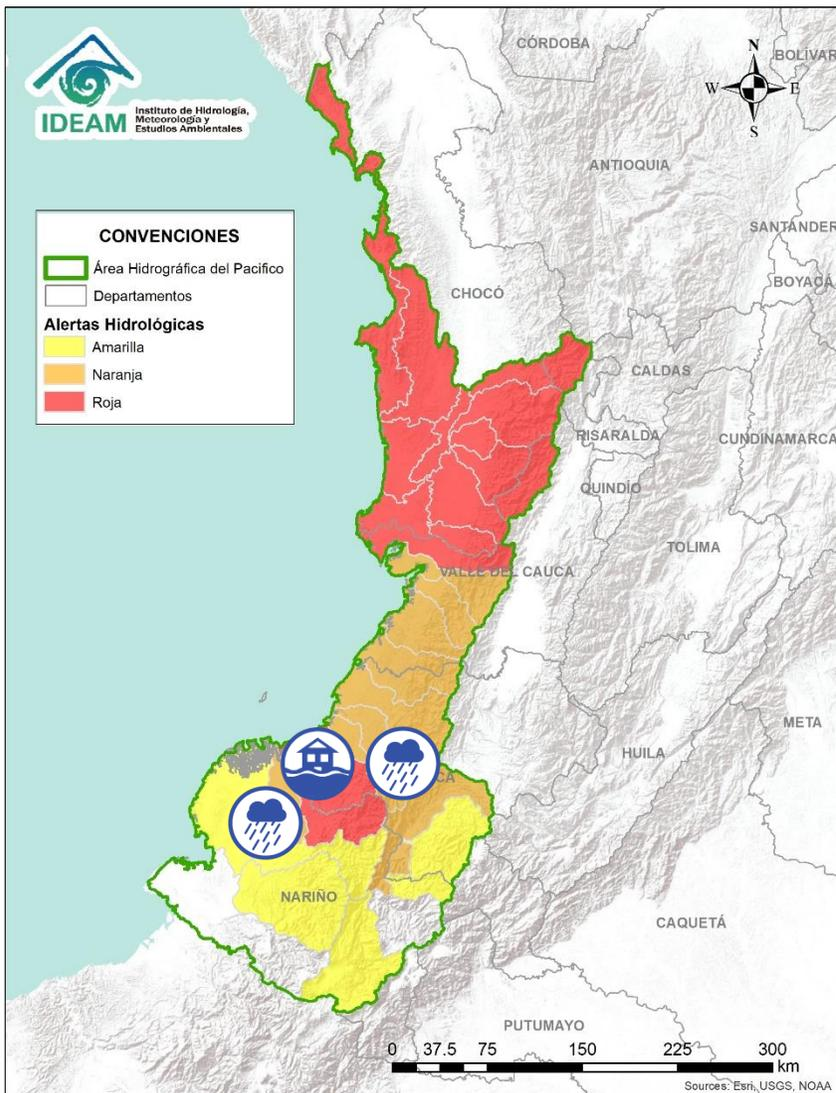 IDEAM
Instituto de Hidrología,
Meteorología y
Estudios Ambientales
CÓRDOBA
BOLÍVAR
N
W
E
S
ANTIOQUIA
SANTANDER
BOYACÁ
CONVENCIONES
Área Hidrográfica del Pacifico
Departamentos
Alertas Hidrológicas
Amarilla
Naranja
Roja
CHOCÓ
CALDAS
RISARALDA
CUNDINAMARCA
QUINDÍO
TOLIMA
VALLE DEL CAUCA
META
HUILA
CA
NARIÑO
CAQUETÁ
PUTUMAYO
0 37.5 75 150 225 300
km
Sources: Esri, USGS, NOAA